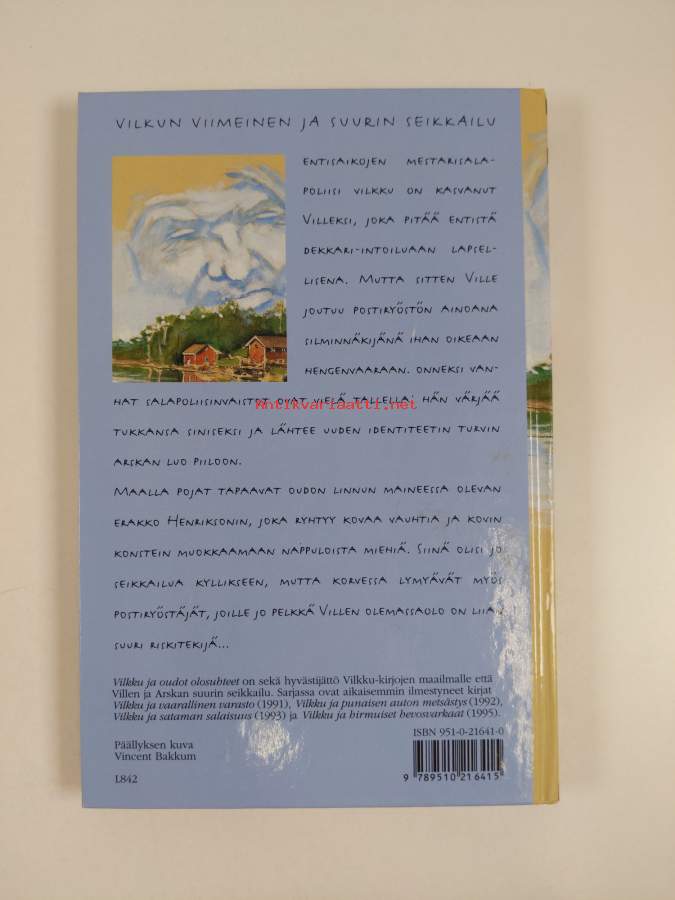 VILKUN VIIMEINEN JA SUURIN SEIKKAILU
ENTISAIKOJEN MESTARISALA-
POLIISI VILKKU ON KASVANUT
VILLEKSI, JOKA PITÄÄ ENTISTÄ
DEKKARI-INTOILUAAN LAPSEL-
LISENA. MUTTA SITTEN VILLE
JOUTUU POSTIRYÖSTÖN AINOANA
SILMINNÄKIJÄNÄ IHAN OIKEAAN
HENGENVAARAAN. ONNEKSI VAN-
HAT SALAPOLIISINVAISTOT OVAT VIELÄ TALLELLA: HÄN VÄRJÄÄ
Antikvariaatti.net
TUKKANSA SINISEKSI JA LÄHTEE UUDEN IDENTITEETIN TURVIN
ARSKAN LUO PIILOON.
MAALLA POJAT TAPAAVAT OUDON LINNUN MAINEESSA OLEVAN
ERAKKO HENRIKSONIN, JOKA RYHTYY KOVAA VAUHTIA JA KOVIN
KONSTEIN MUOKKAAMAAN NAPPULOISTA MIEHIÄ. SIINÄ OLISI JO
SEIKKAILUA KYLLIKSEEN, MUTTA KORVESSA LYMYÄVÄT MYÖS
POSTIRYÖSTÄJÄT, JOILLE JO PELKKÄ VILLEN OLEMASSAOLO ON LIIAN
SUURI RISKITEKIJÄ...
Vilkku ja oudot olosuhteet on sekä hyvästijättö Vilkku-kirjojen maailmalle että
Villen ja Arskan suurin seikkailu. Sarjassa ovat aikaisemmin ilmestyneet kirjat
Vilkku ja vaarallinen varasto (1991), Vilkku ja punaisen auton metsästys (1992),
Vilkku ja sataman salaisuus (1993) ja Vilkku ja hirmuiset hevosvarkaat (1995).
Päällyksen kuva
Vincent Bakkum
L842
ISBN 951-0-21641-0
9 789510 216415